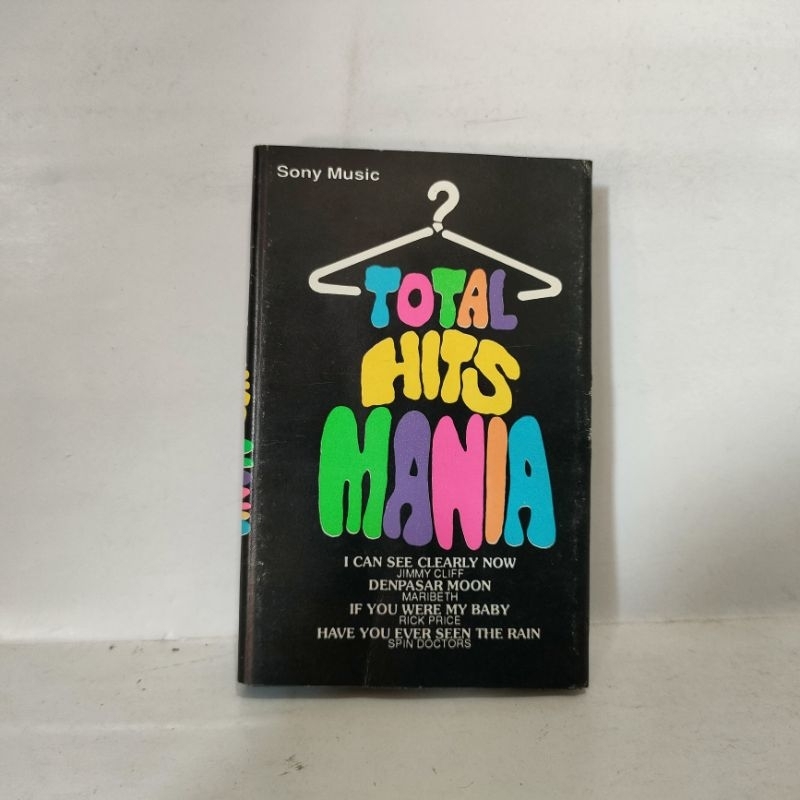 Sony Music
TOTAL
HITS
MANIA
I CAN SEE CLEARLY NOW
JIMMY CLIFF
DENPASAR MOON
MARIBETH
IF YOU WERE MY BABY
RICK PRICE
HAVE YOU EVER SEEN THE RAIN
SPIN DOCTORS